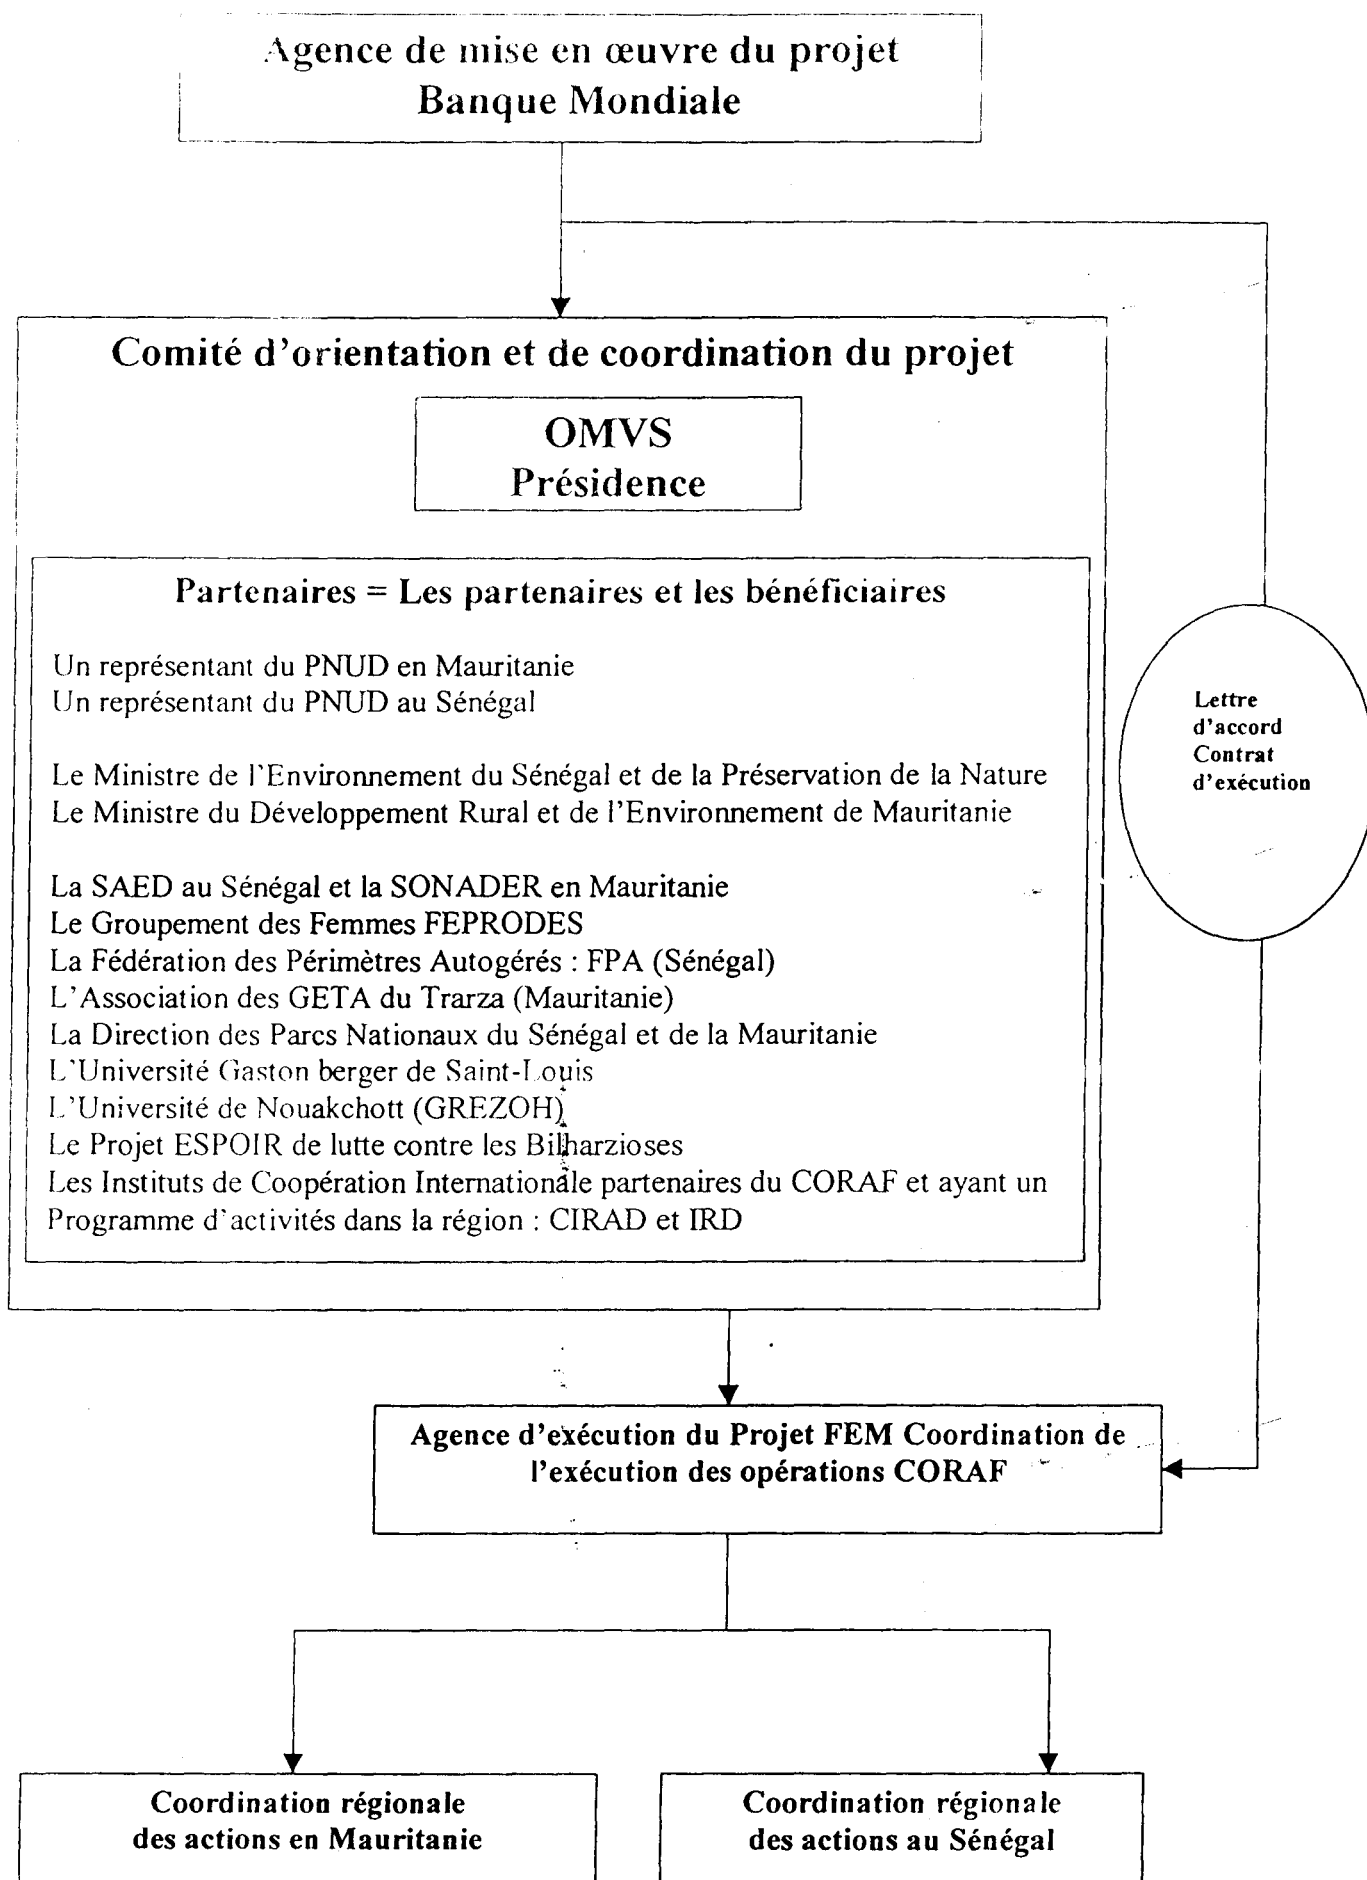 Agence de mise en œuvre du projet
Banque Mondiale
Comité d'orientation et de coordination du projet
OMVS
Présidence
Partenaires = Les partenaires et les bénéficiaires
Un représentant du PNUD en Mauritanie
Un représentant du PNUD au Sénégal
Le Ministre de l'Environnement du Sénégal et de la Préservation de la Nature
Le Ministre du Développement Rural et de l'Environnement de Mauritanie
La SAED au Sénégal et la SONADER en Mauritanie
Le Groupement des Femmes FEPRODES
La Fédération des Périmètres Autogérés : FPA (Sénégal)
L'Association des GETA du Trarza (Mauritanie)
La Direction des Parcs Nationaux du Sénégal et de la Mauritanie
L'Université Gaston berger de Saint-Louis
L'Université de Nouakchott (GREZOH)
Le Projet ESPOIR de lutte contre les Bilharzioses
Les Instituts de Coopération Internationale partenaires du CORAF et ayant un
Programme d'activités dans la région : CIRAD et IRD
Lettre
d'accord
Contrat
d'exécution
Agence d'exécution du Projet FEM Coordination de
l'exécution des opérations CORAF
Coordination régionale
des actions en Mauritanie
Coordination régionale
des actions au Sénégal